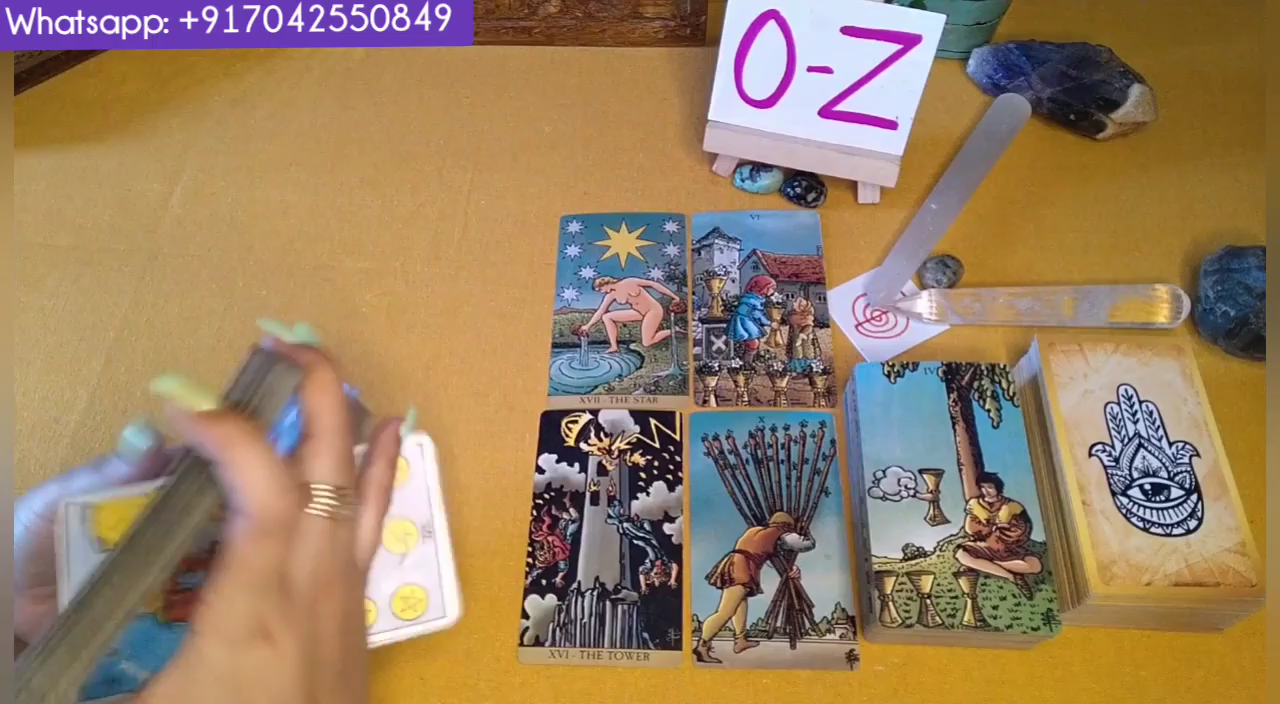 Whatsapp: +917042550849
O-Z
VI
XVII - THE STAR
X
IV
XVI - THE TOWER